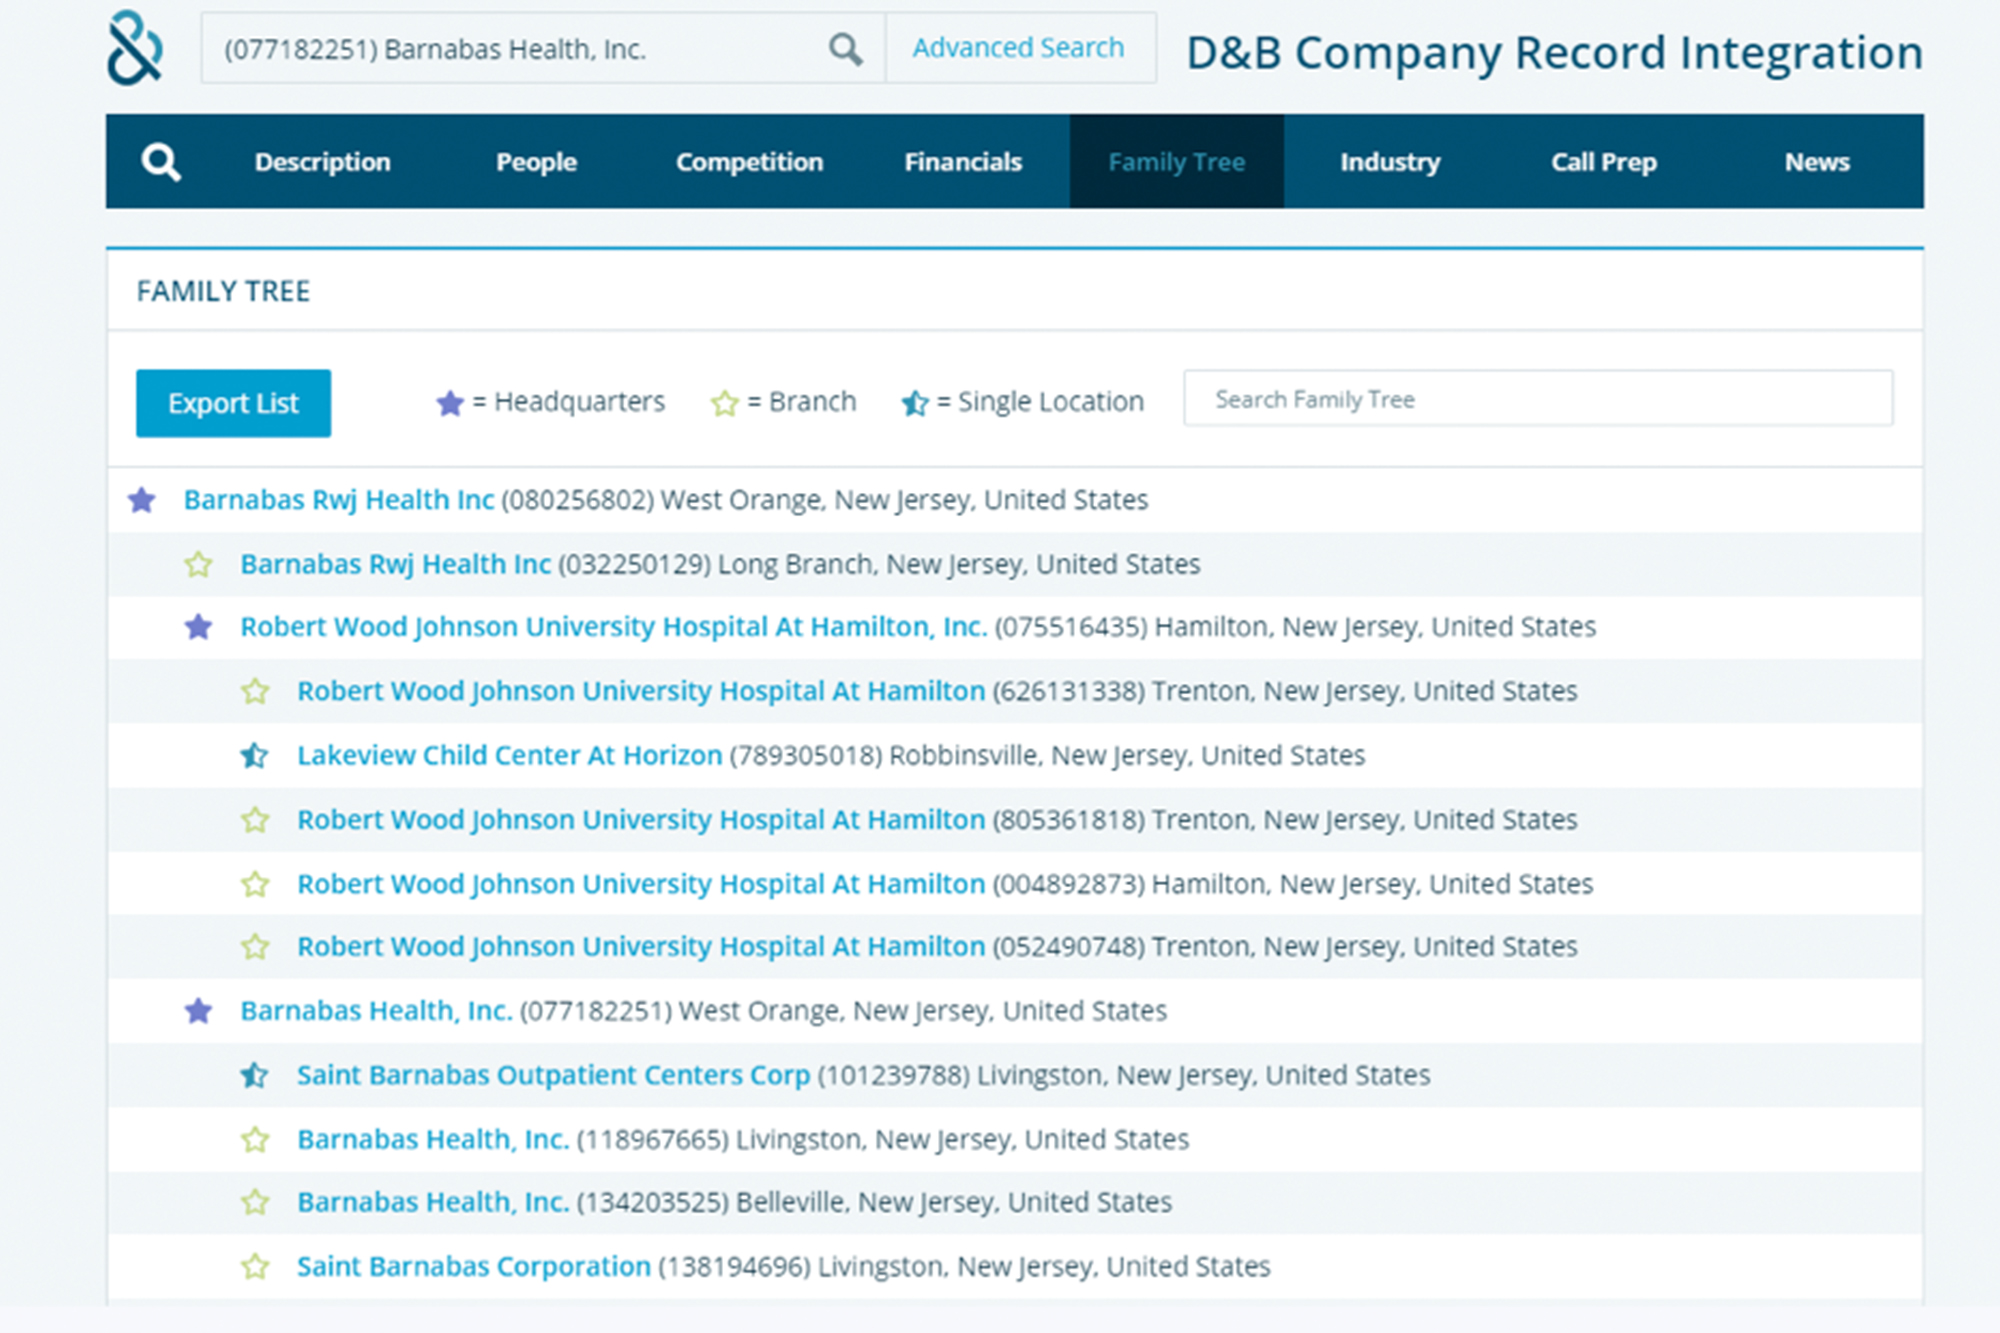 (077182251) Barnabas Health, Inc. Advanced Search D&B Company Record Integration
Description People Competition Financials Family Tree Industry Call Prep News
FAMILY TREE
Export List = Headquarters = Branch = Single Location Search Family Tree
Barnabas Rwj Health Inc (080256802) West Orange, New Jersey, United States
Barnabas Rwj Health Inc (032250129) Long Branch, New Jersey, United States
Robert Wood Johnson University Hospital At Hamilton, Inc. (075516435) Hamilton, New Jersey, United States
Robert Wood Johnson University Hospital At Hamilton (626131338) Trenton, New Jersey, United States
Lakeview Child Center At Horizon (789305018) Robbinsville, New Jersey, United States
Robert Wood Johnson University Hospital At Hamilton (805361818) Trenton, New Jersey, United States
Robert Wood Johnson University Hospital At Hamilton (004892873) Hamilton, New Jersey, United States
Robert Wood Johnson University Hospital At Hamilton (052490748) Trenton, New Jersey, United States
Barnabas Health, Inc. (077182251) West Orange, New Jersey, United States
Saint Barnabas Outpatient Centers Corp (101239788) Livingston, New Jersey, United States
Barnabas Health, Inc. (118967665) Livingston, New Jersey, United States
Barnabas Health, Inc. (134203525) Belleville, New Jersey, United States
Saint Barnabas Corporation (138194696) Livingston, New Jersey, United States